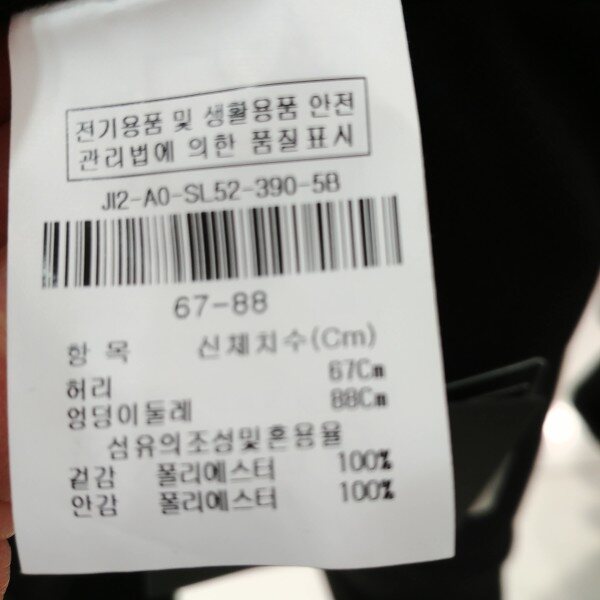 전기용품 및 생활용품 안전
관리법에 의한 품질표시
JI2-A0-SL52-390-5B
67-88
항 목 신체치수(Cm)
허리 67Cm
엉덩이둘레 88Cm
섬유의조성및혼용율
겉감 폴리에스터 100%
안감 폴리에스터 100%